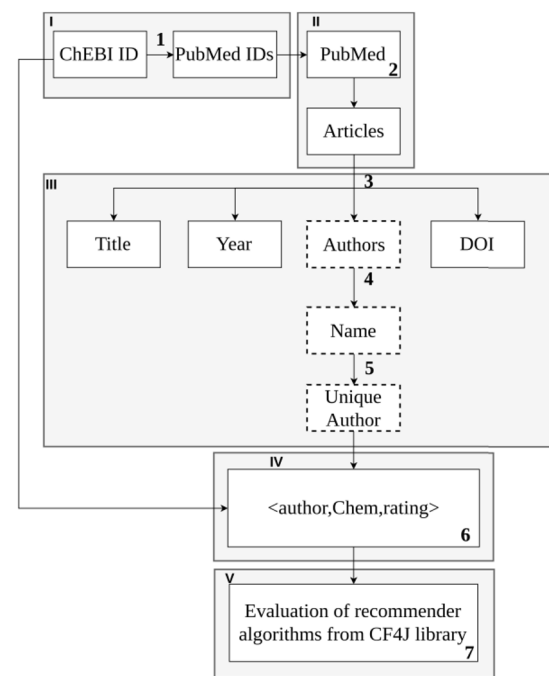 I
II
ChEBI ID
1
PubMed IDs
PubMed
2
Articles
III
3
Title
Year
Authors
DOI
4
Name
5
Unique
Author
IV
<author,Chem,rating>
6
V
Evaluation of recommender
algorithms from CF4J library
7